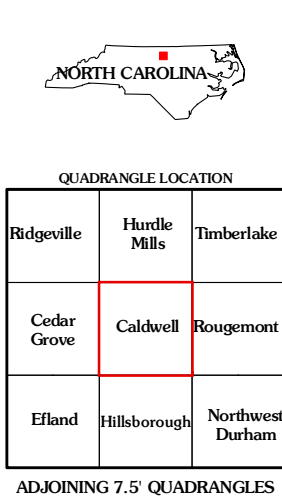 NORTH CAROLINA
QUADRANGLE LOCATION
Ridgeville
Hurdle
Mills
Timberlake
Cedar
Grove
Caldwell
Rougemont
Efland
Hillsborough
Northwest
Durham
ADJOINING 7.5' QUADRANGLES